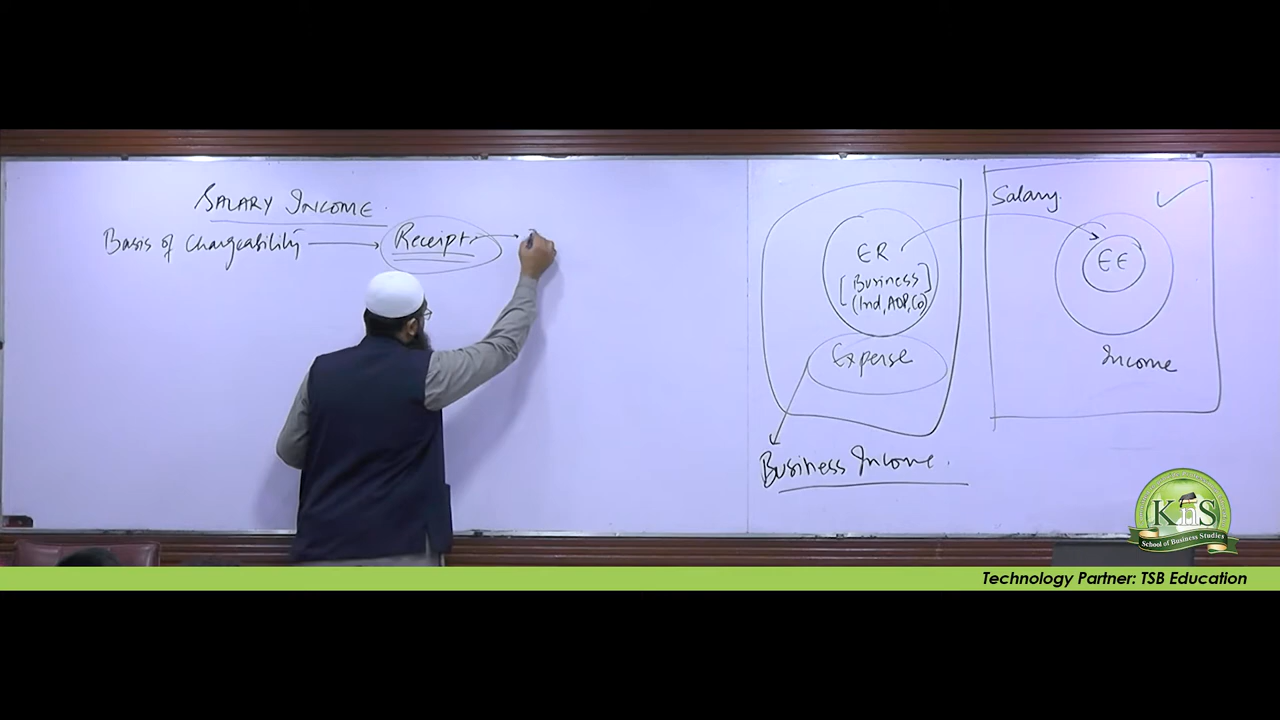 SALARY INCOME
Basis of Chargeability → Receipt →
ER
[Business]
(Ind, AOP, Co)
Expense
Business Income.
Salary. ✓
EE
Income
KnS
School of Business Studies
Technology Partner: TSB Education